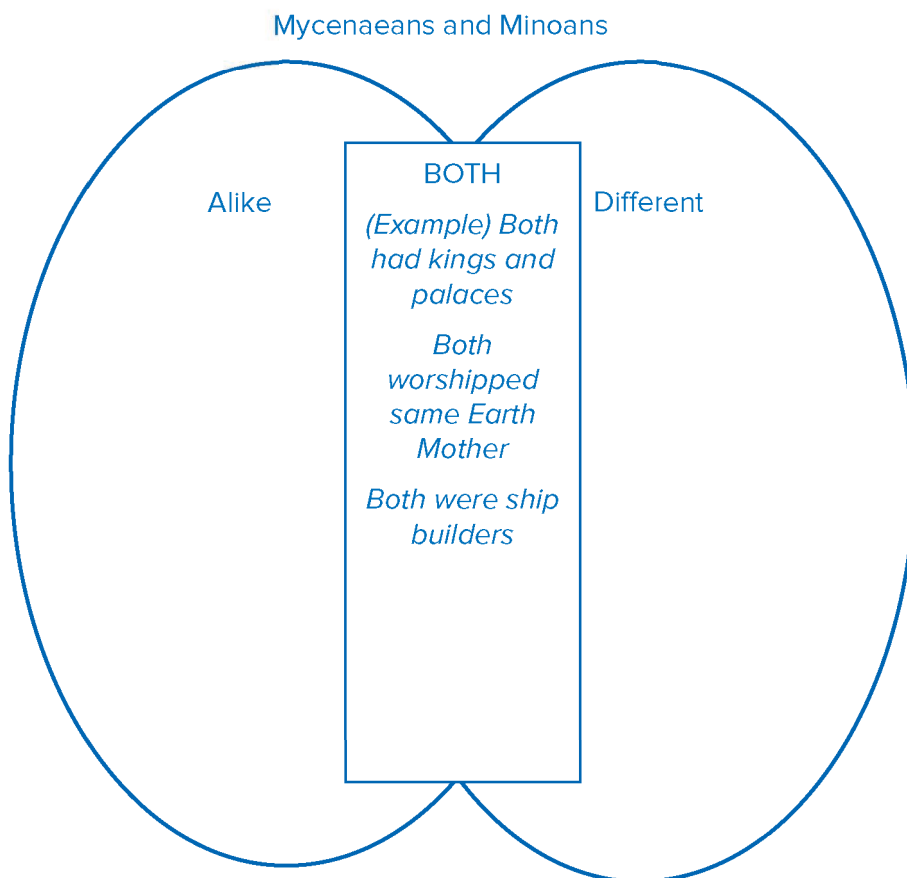 Mycenaeans and Minoans
Alike
BOTH
(Example) Both
had kings and
palaces
Both
worshipped
same Earth
Mother
Both were ship
builders
Different